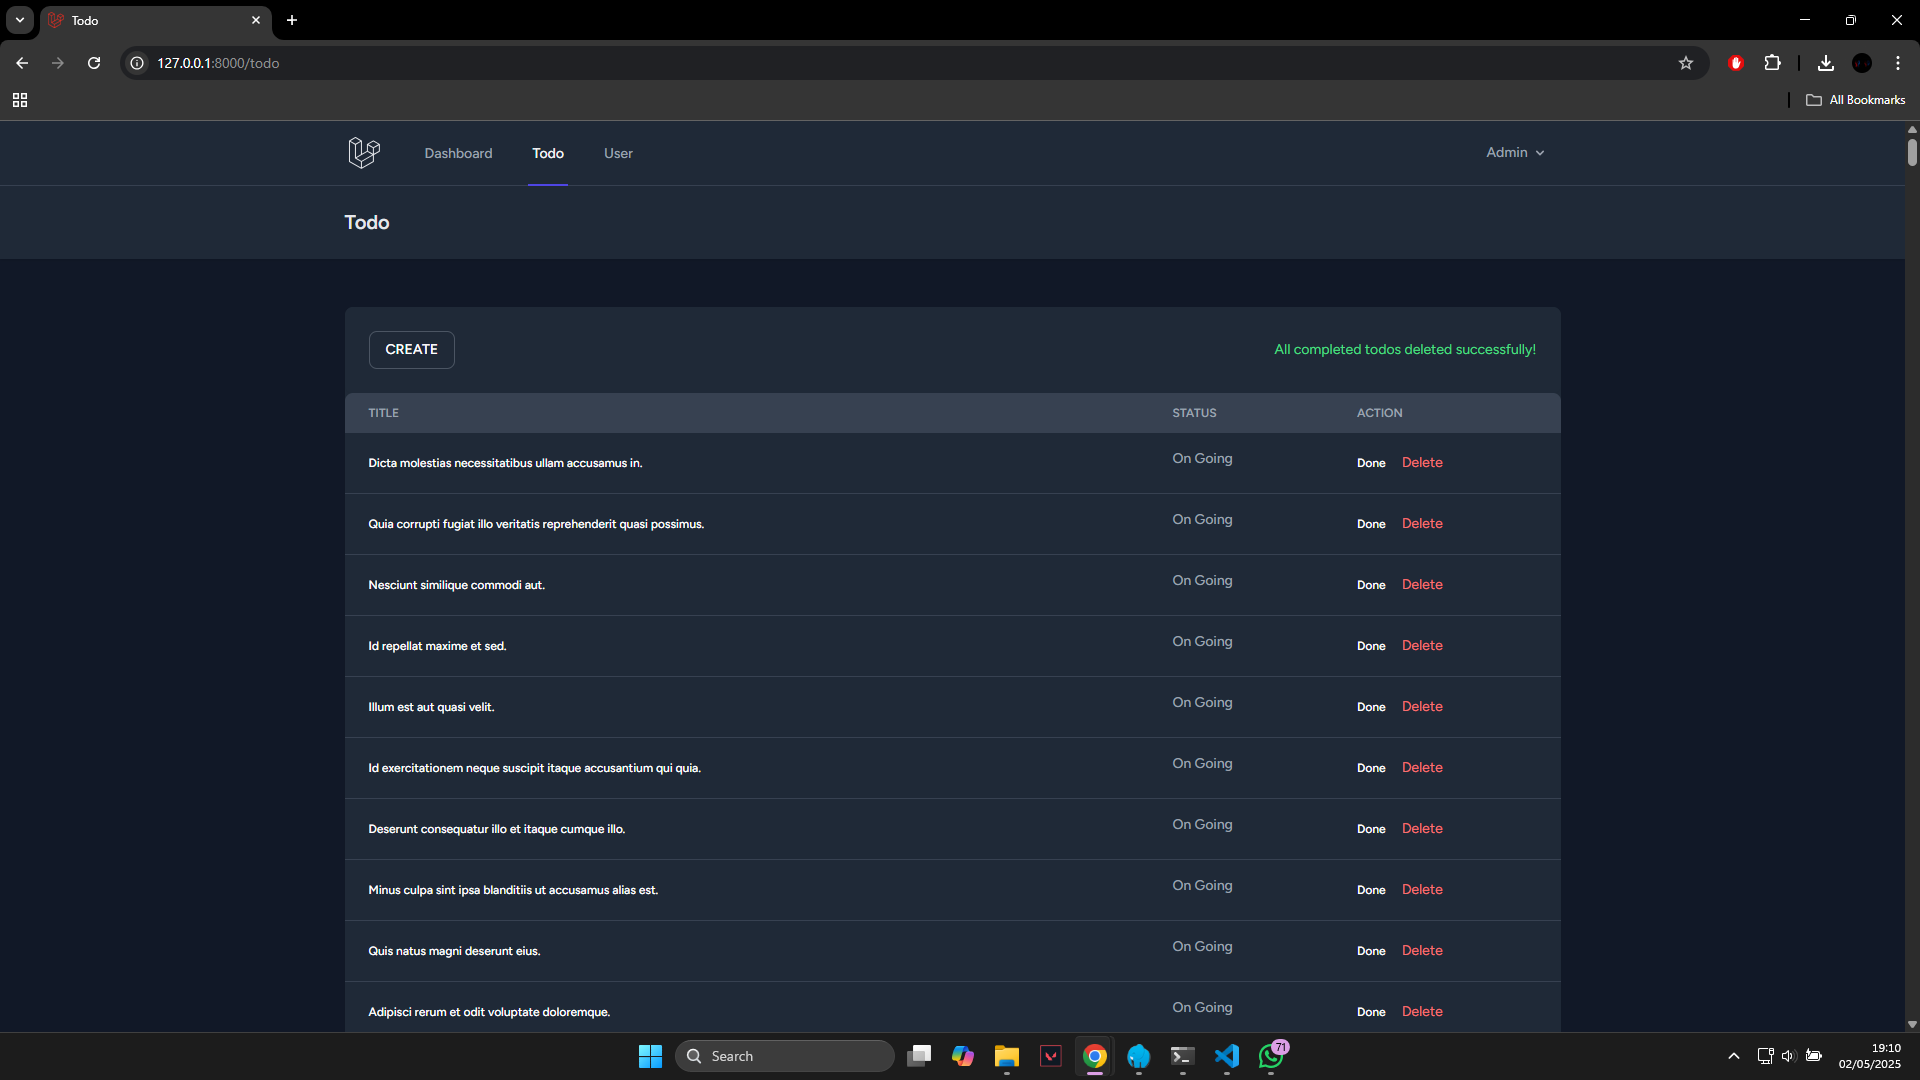 Todo
127.0.0.1:8000/todo
All Bookmarks
Dashboard Todo User Admin
Todo
CREATE All completed todos deleted successfully!
TITLE STATUS ACTION
Dicta molestias necessitatibus ullam accusamus in. On Going Done Delete
Quia corrupti fugiat illo veritatis reprehenderit quasi possimus. On Going Done Delete
Nesciunt similique commodi aut. On Going Done Delete
Id repellat maxime et sed. On Going Done Delete
Illum est aut quasi velit. On Going Done Delete
Id exercitationem neque suscipit itaque accusantium qui quia. On Going Done Delete
Deserunt consequatur illo et itaque cumque illo. On Going Done Delete
Minus culpa sint ipsa blanditiis ut accusamus alias est. On Going Done Delete
Quis natus magni deserunt eius. On Going Done Delete
Adipisci rerum et odit voluptate doloremque. On Going Done Delete
Search 71 19:10
02/05/2025